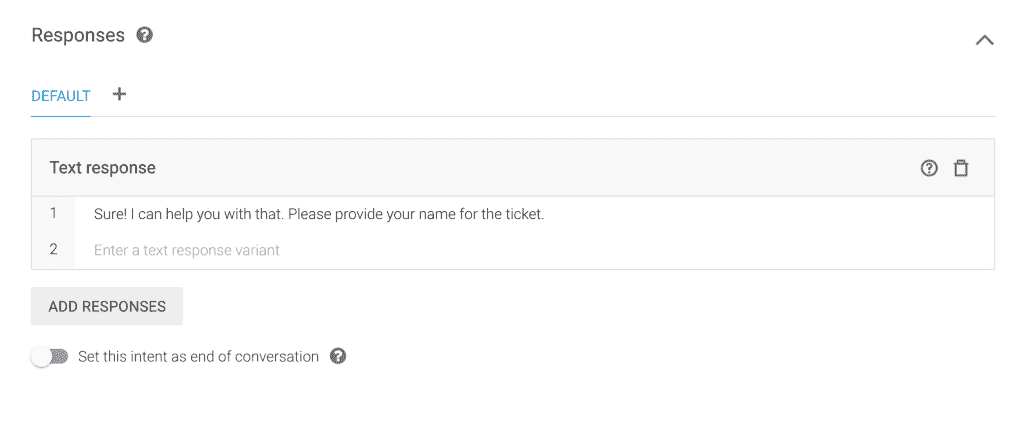 Responses
DEFAULT
Text response
1 Sure! I can help you with that. Please provide your name for the ticket.
2 Enter a text response variant
ADD RESPONSES
Set this intent as end of conversation